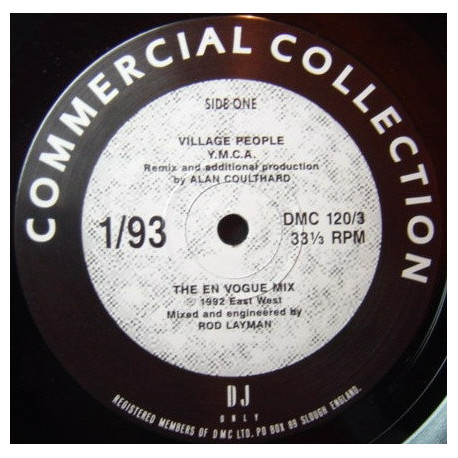 COMMERCIAL COLLECTION
SIDE ONE
VILLAGE PEOPLE
Y.M.C.A.
Remix and additional production
by ALAN COULTHARD
1/93
DMC 120/3
33⅓ RPM
THE EN VOGUE MIX
℗ 1992 East West
Mixed and engineered by
ROD LAYMAN
DJ
ONLY
REGISTERED MEMBERS OF DMC LTD. PO BOX 89 SLOUGH ENGLAND.